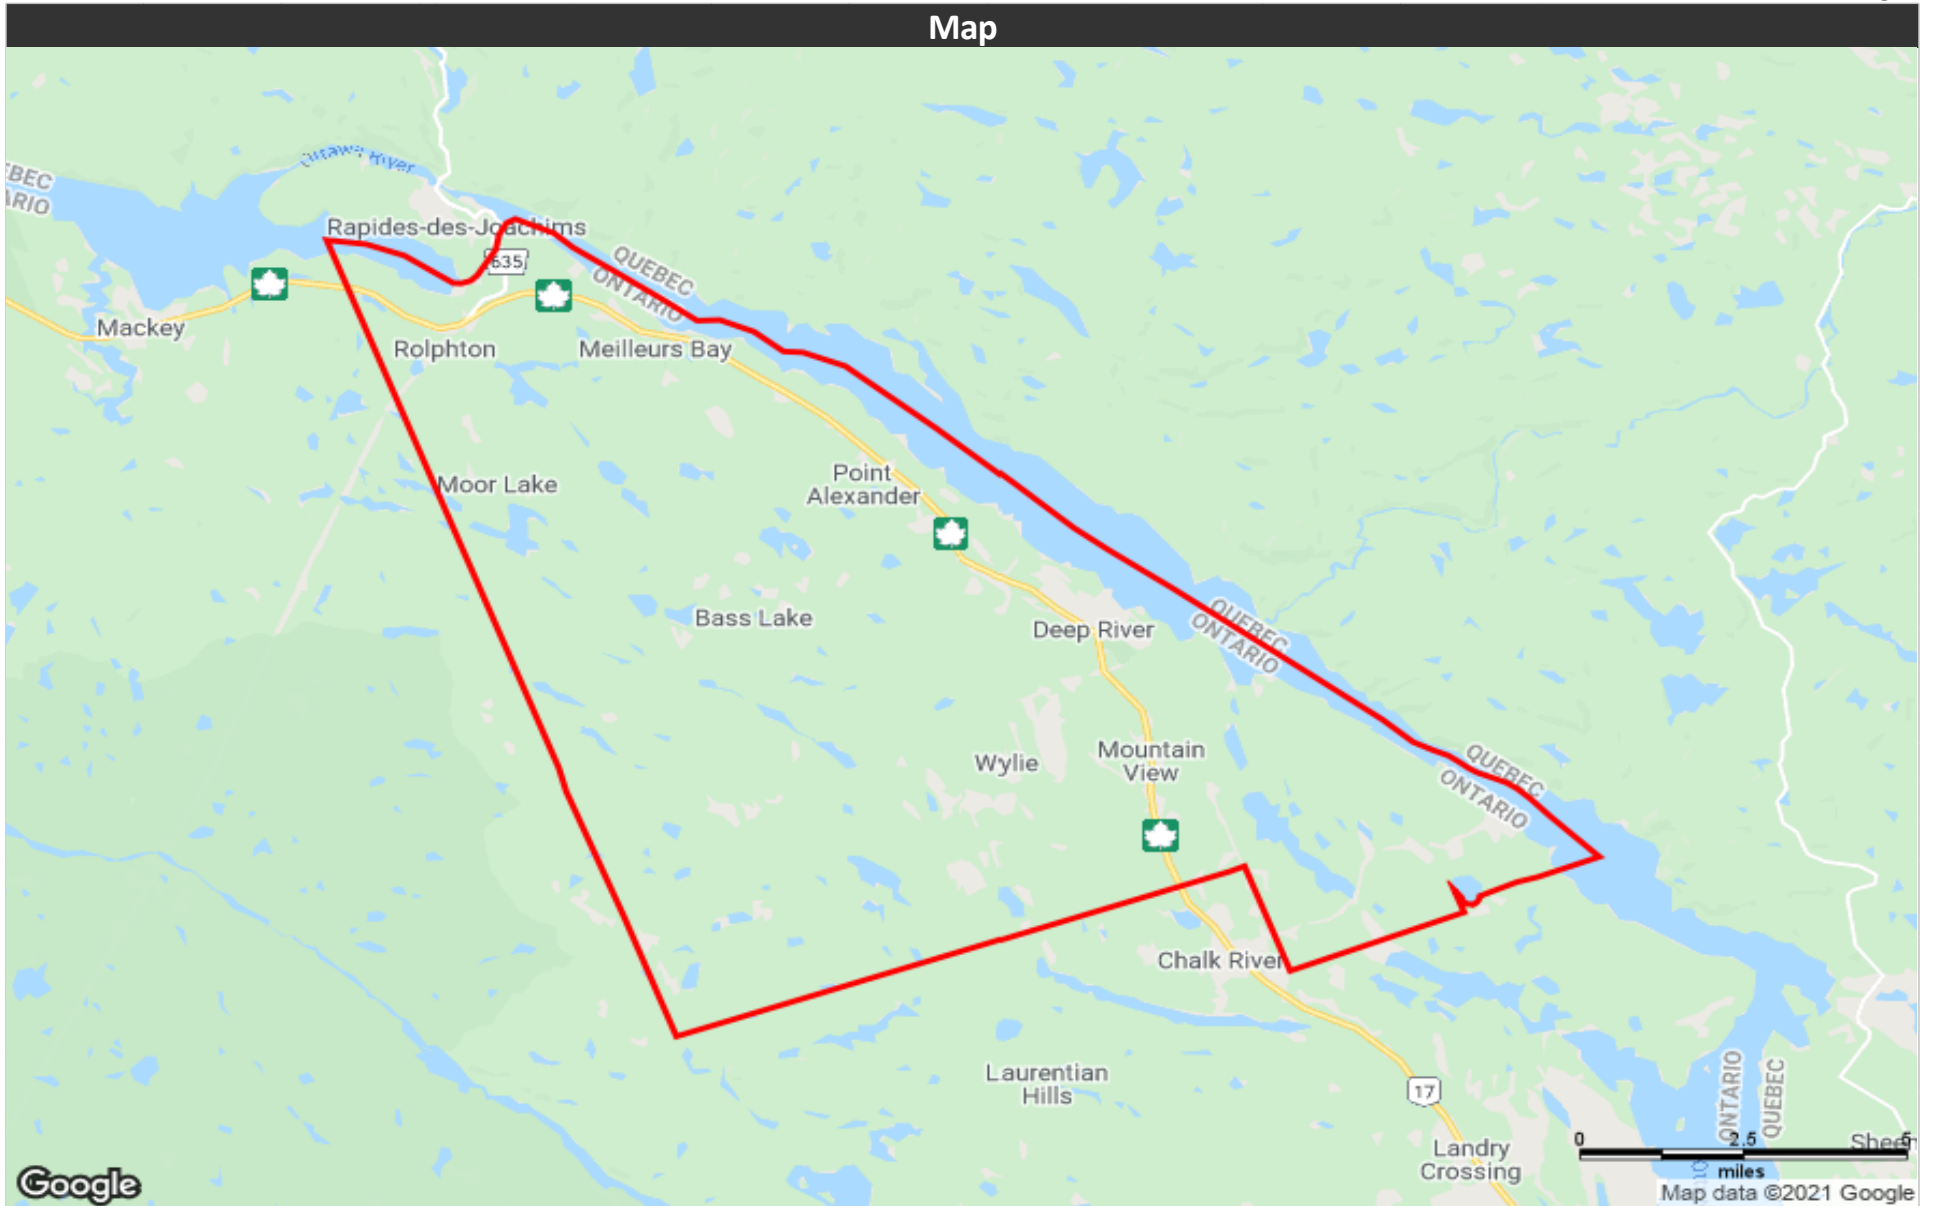 Map
Ottawa River
EBEC
ARIO
Rapides-des-Joachims
635
QUEBEC
ONTARIO
Mackey
Rolphton
Meilleurs Bay
Moor Lake
Point
Alexander
Bass Lake
Deep River
QUEBEC
ONTARIO
Wylie
Mountain
View
QUEBEC
ONTARIO
Chalk River
Laurentian
Hills
17
ONTARIO
QUEBEC
Landry
Crossing
0 2.5 5
miles
Google
Map data ©2021 Google